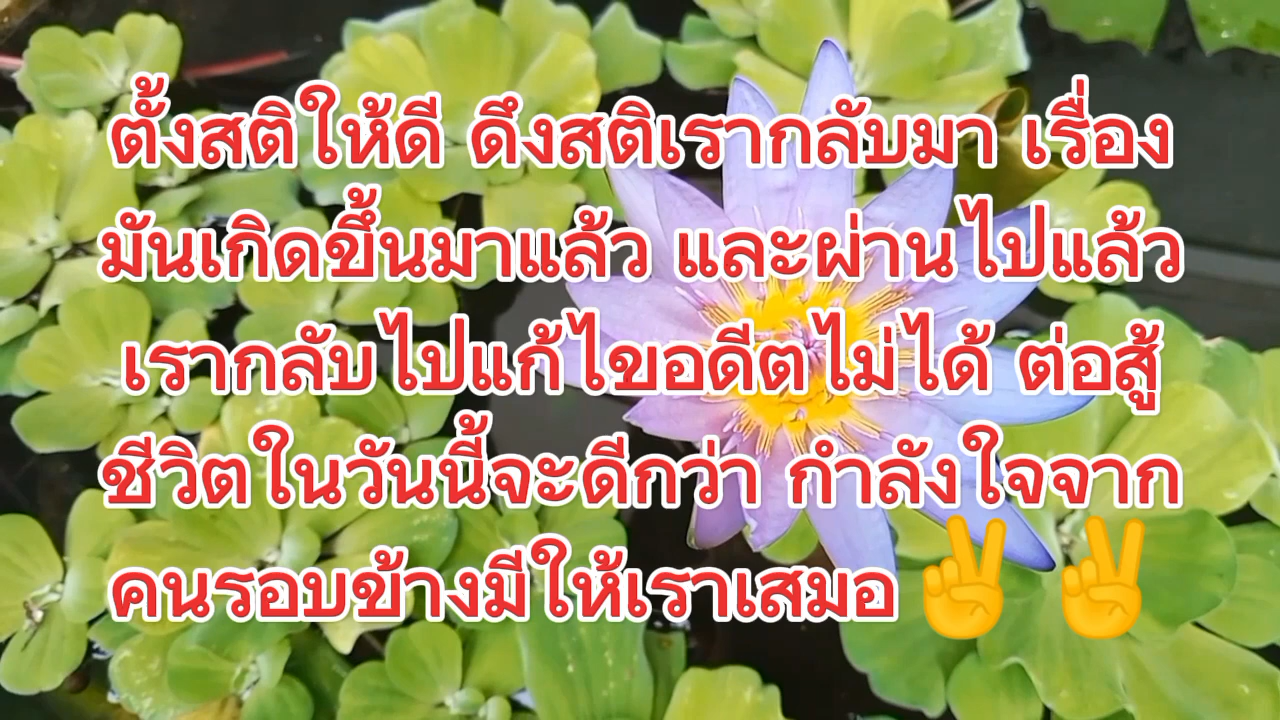 ตั้งสติให้ดี ดึงสติเรากลับมา เรื่อง
มันเกิดขึ้นมาแล้ว และผ่านไปแล้ว
เรากลับไปแก้ไขอดีตไม่ได้ ต่อสู้
ชีวิตในวันนี้จะดีกว่า กำลังใจจาก
คนรอบข้างมีให้เราเสมอ✌✌